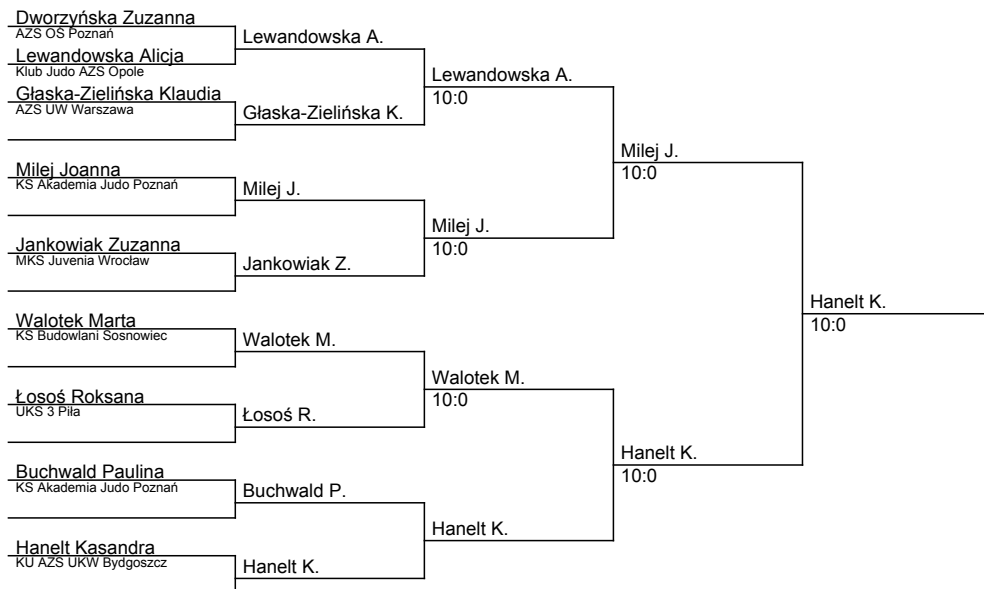 Dworzyńska Zuzanna
AZS OŚ Poznań
Lewandowska Alicja
Klub Judo AZS Opole
Głaska-Zielińska Klaudia
AZS UW Warszawa
Milej Joanna
KS Akademia Judo Poznań
Jankowiak Zuzanna
MKS Juvenia Wrocław
Walotek Marta
KS Budowlani Sosnowiec
Łosoś Roksana
UKS 3 Piła
Buchwald Paulina
KS Akademia Judo Poznań
Hanelt Kasandra
KU AZS UKW Bydgoszcz
Lewandowska A.
Głaska-Zielińska K.
Milej J.
Jankowiak Z.
Walotek M.
Łosoś R.
Buchwald P.
Hanelt K.
Lewandowska A.
10:0
Milej J.
10:0
Walotek M.
10:0
Hanelt K.
Milej J.
10:0
Hanelt K.
10:0
Hanelt K.
10:0